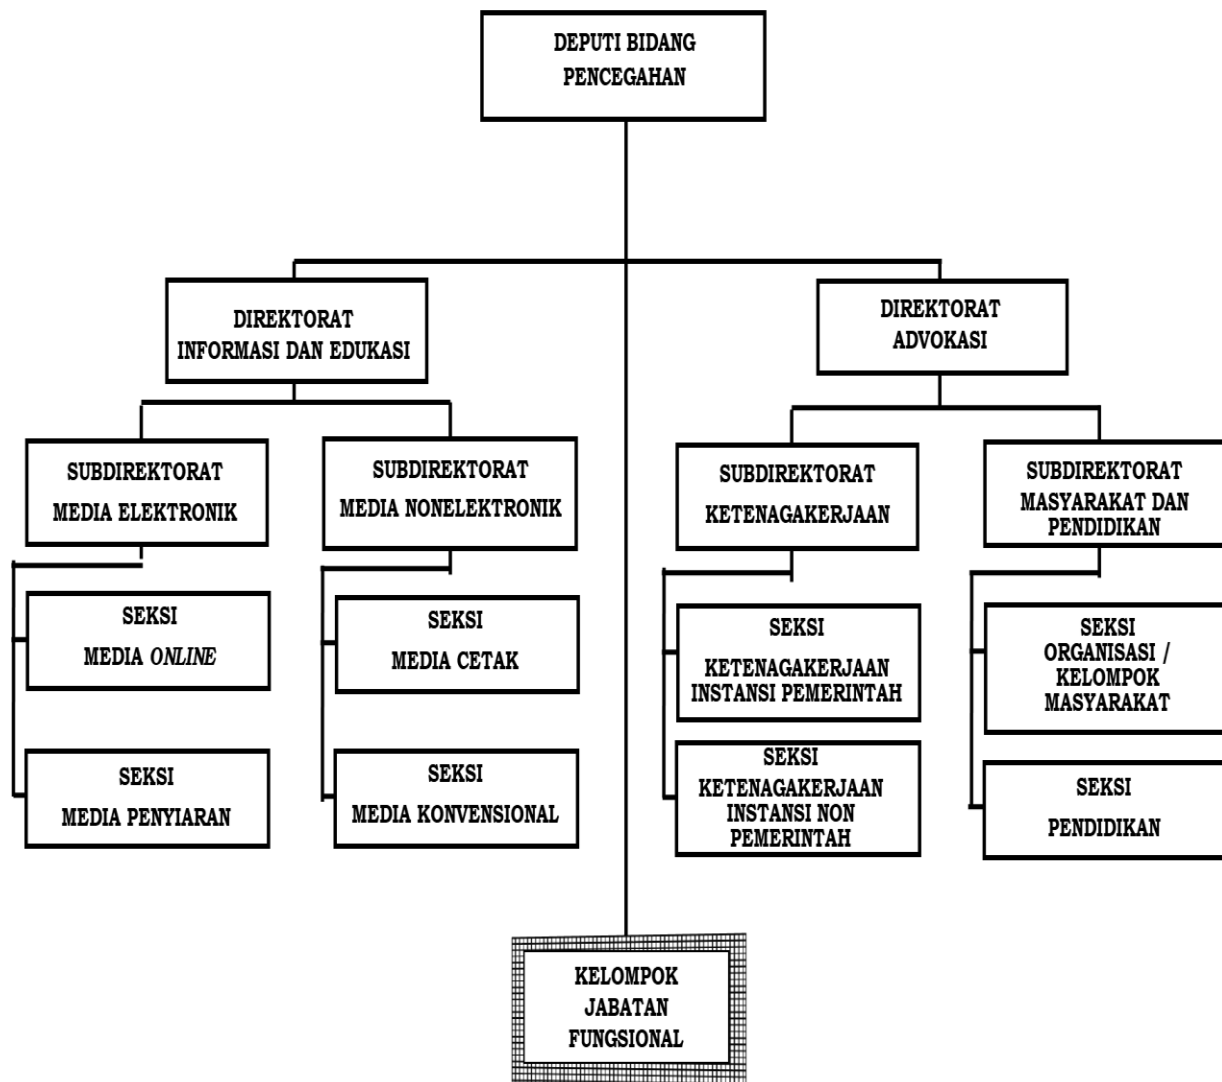 DEPUTI BIDANG
PENCEGAHAN
DIREKTORAT
INFORMASI DAN EDUKASI
DIREKTORAT
ADVOKASI
SUBDIREKTORAT
MEDIA ELEKTRONIK
SUBDIREKTORAT
MEDIA NONELEKTRONIK
SUBDIREKTORAT
KETENAGAKERJAAN
SUBDIREKTORAT
MASYARAKAT DAN
PENDIDIKAN
SEKSI
MEDIA ONLINE
SEKSI
MEDIA CETAK
SEKSI
KETENAGAKERJAAN
INSTANSI PEMERINTAH
SEKSI
ORGANISASI /
KELOMPOK
MASYARAKAT
SEKSI
MEDIA PENYIARAN
SEKSI
MEDIA KONVENSIONAL
SEKSI
KETENAGAKERJAAN
INSTANSI NON
PEMERINTAH
SEKSI
PENDIDIKAN
KELOMPOK
JABATAN
FUNGSIONAL